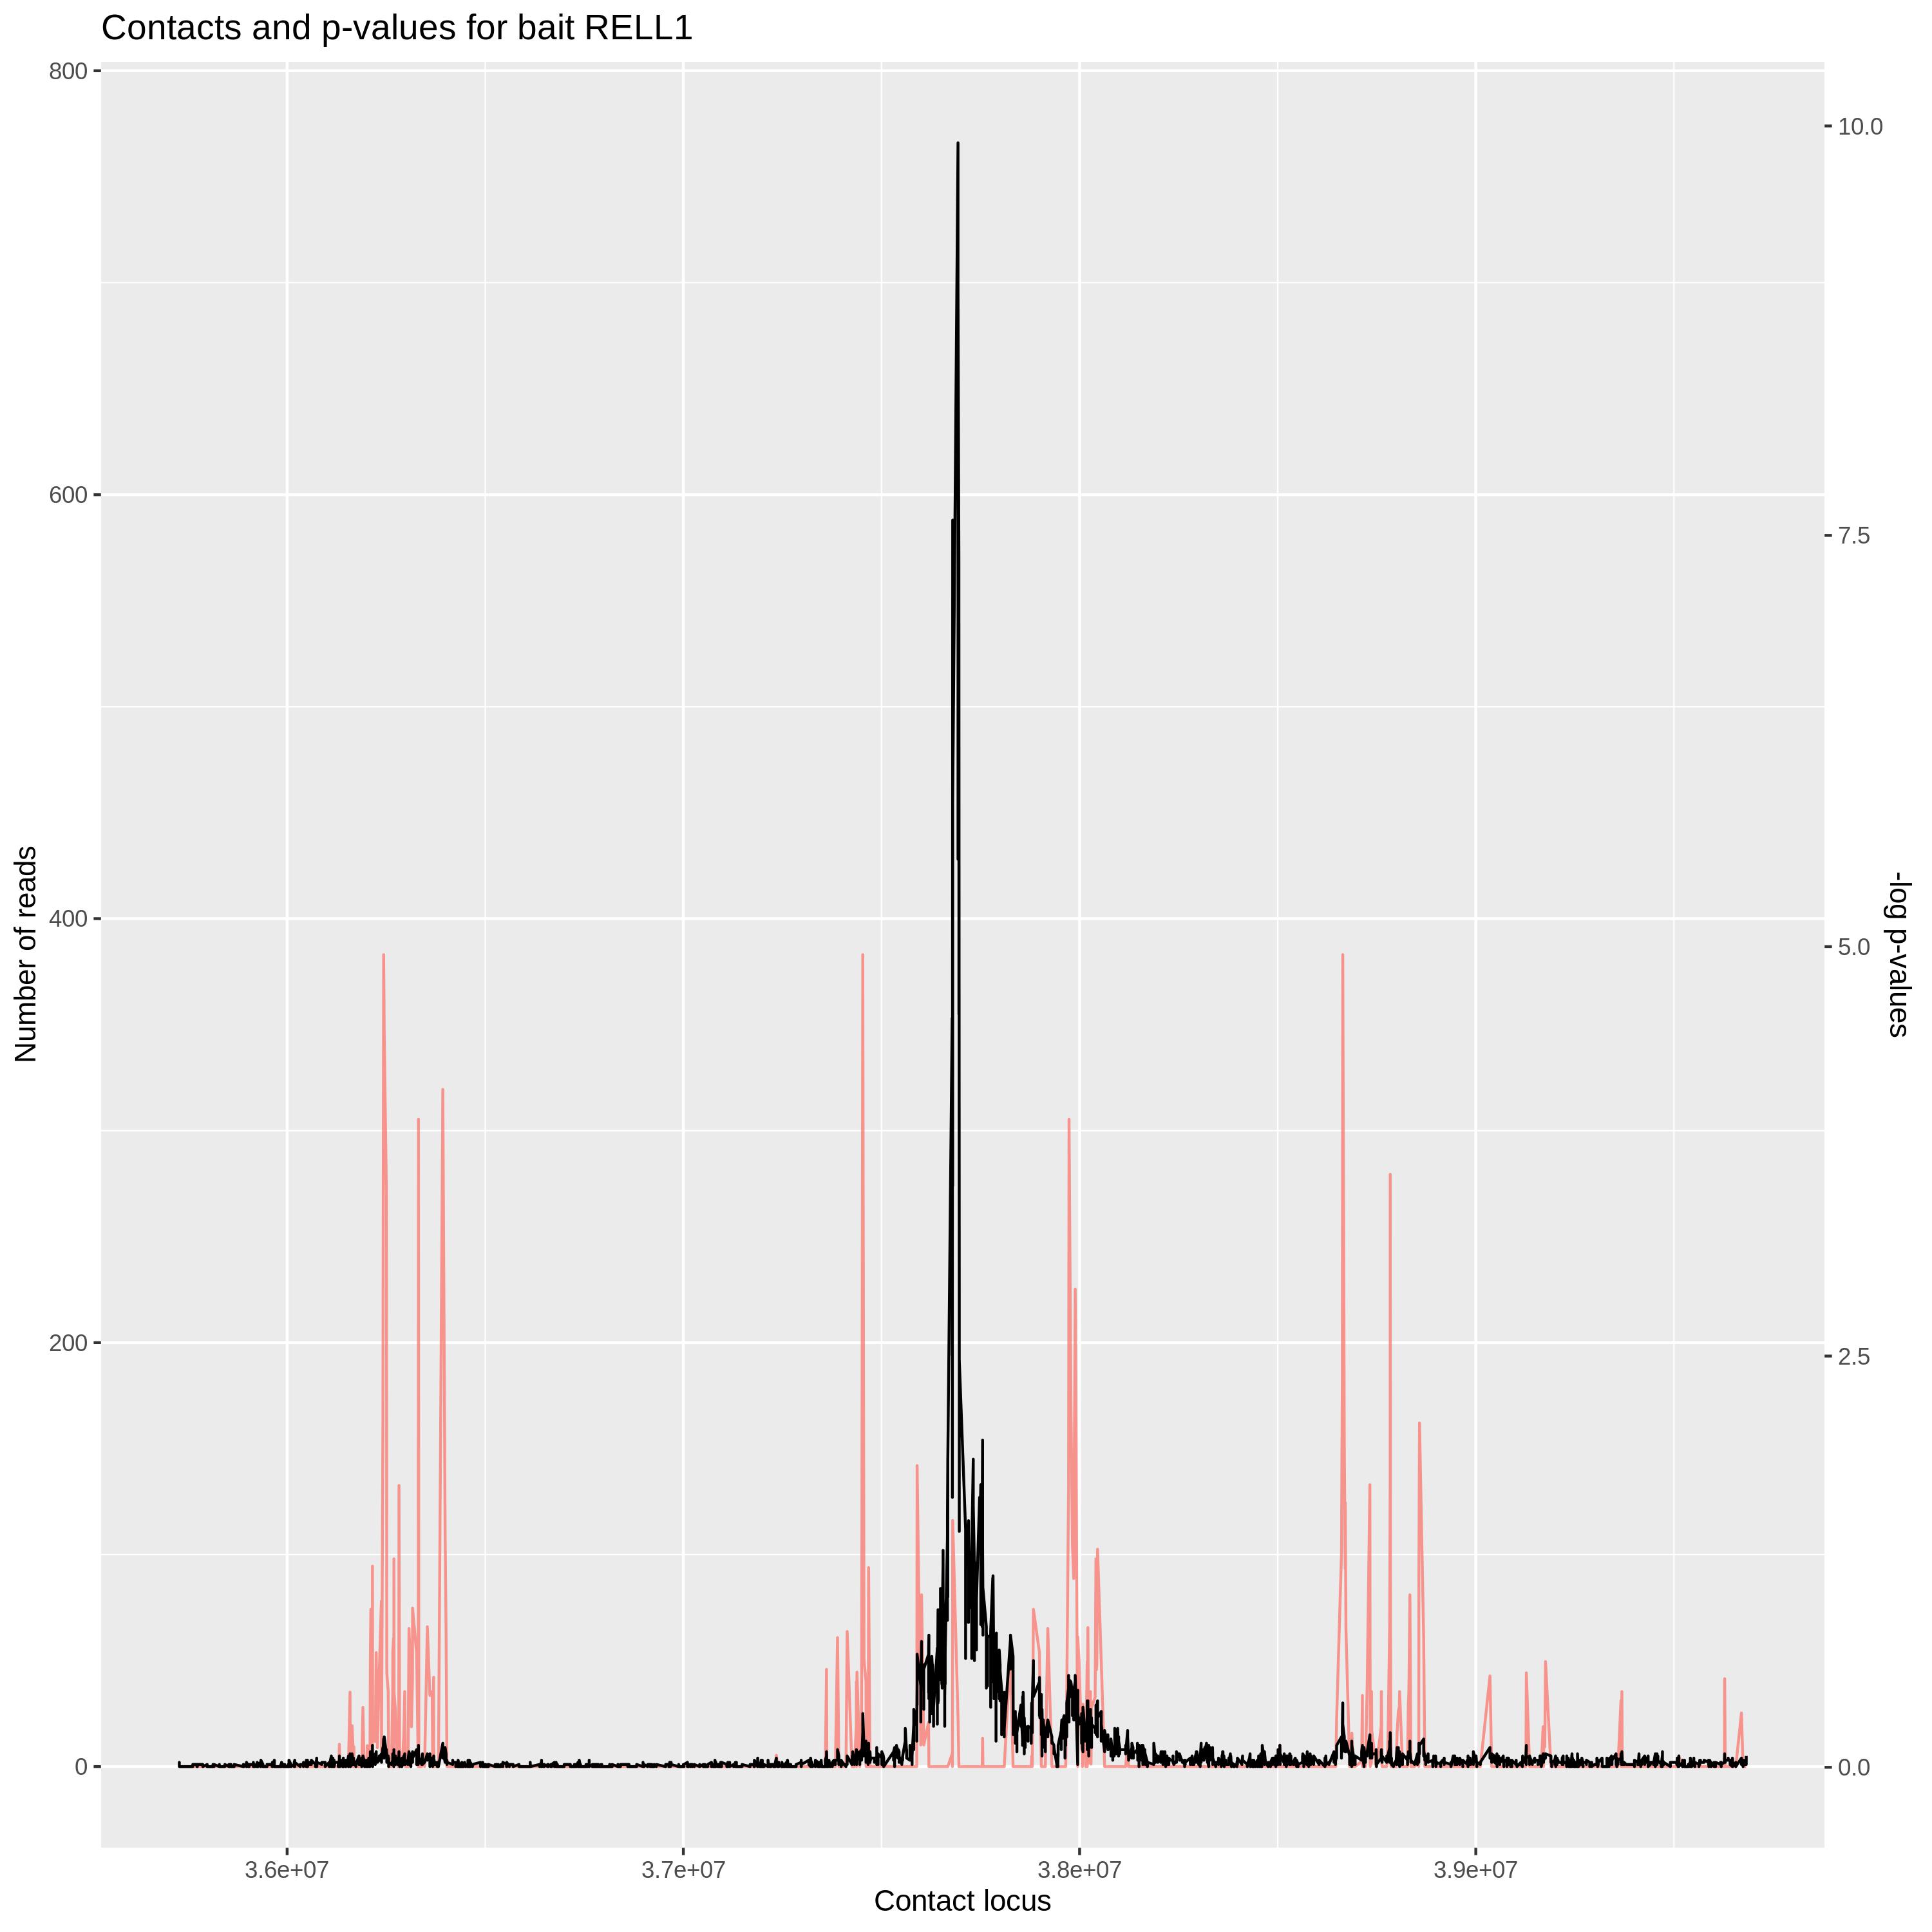 Contacts and p-values for bait RELL1
800
600
400
200
0
Number of reads
10.0
7.5
5.0
2.5
0.0
-log p-values
3.6e+07
3.7e+07
3.8e+07
3.9e+07
Contact locus